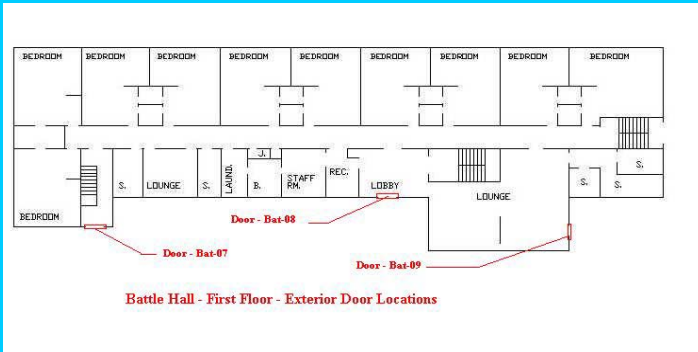 BEDROOM BEDROOM BEDROOM BEDROOM BEDROOM BEDROOM BEDROOM BEDROOM BEDROOM
J.
S. LOUNGE S. LAUND. B. STAFF RM. REC. LOBBY LOUNGE S. S. S.
BEDROOM
Door - Bat-08
Door - Bat-07
Door - Bat-09
Battle Hall - First Floor - Exterior Door Locations